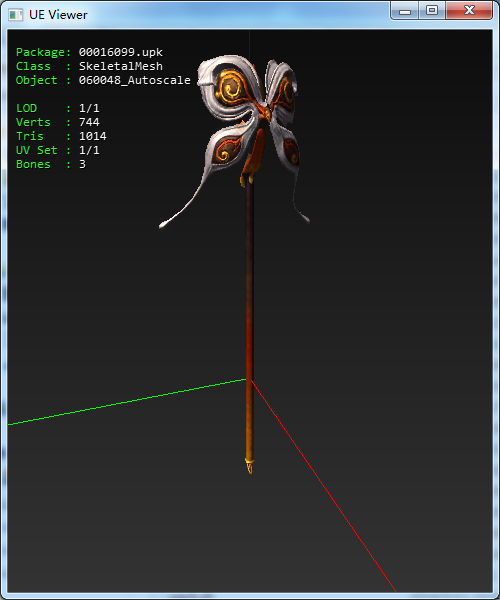 UE Viewer
Package: 00016099.upk
Class : SkeletalMesh
Object : 060048_Autoscale
LOD : 1/1
Verts : 744
Tris : 1014
UV Set : 1/1
Bones : 3